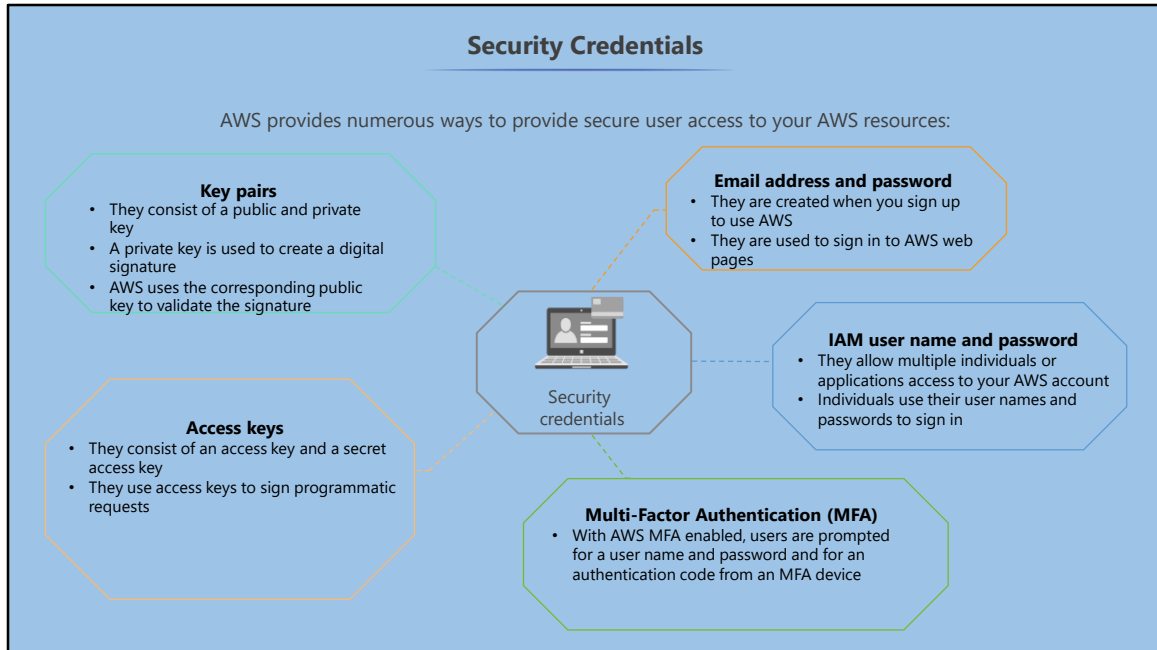 Security Credentials
AWS provides numerous ways to provide secure user access to your AWS resources:
Key pairs
• They consist of a public and private
key
• A private key is used to create a digital
signature
• AWS uses the corresponding public
key to validate the signature
Email address and password
• They are created when you sign up
to use AWS
• They are used to sign in to AWS web
pages
Security
credentials
IAM user name and password
• They allow multiple individuals or
applications access to your AWS account
• Individuals use their user names and
passwords to sign in
Access keys
• They consist of an access key and a secret
access key
• They use access keys to sign programmatic
requests
Multi-Factor Authentication (MFA)
• With AWS MFA enabled, users are prompted
for a user name and password and for an
authentication code from an MFA device